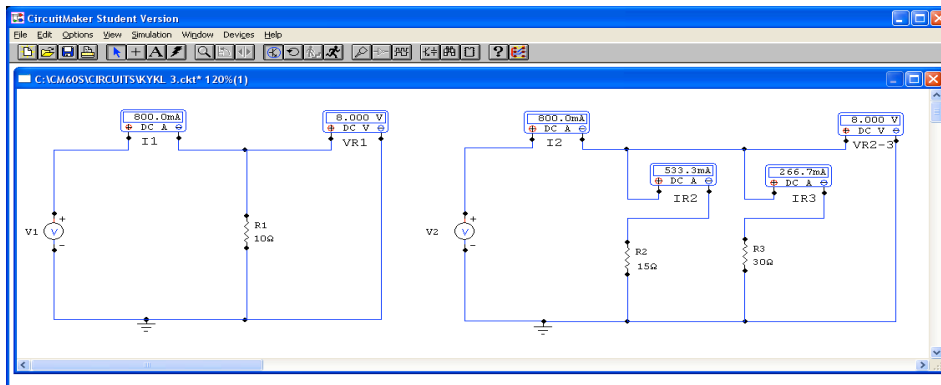 CircuitMaker Student Version
File Edit Options View Simulation Window Devices Help
C:\CM60S\CIRCUITS\KYKL 3.ckt* 120%(1)
800.0mA
DC A
I1
8.000 V
DC V
VR1
V1
V
R1
10Ω
800.0mA
DC A
I2
8.000 V
DC V
VR2-3
533.3mA
DC A
IR2
266.7mA
DC A
IR3
V2
V
R2
15Ω
R3
30Ω